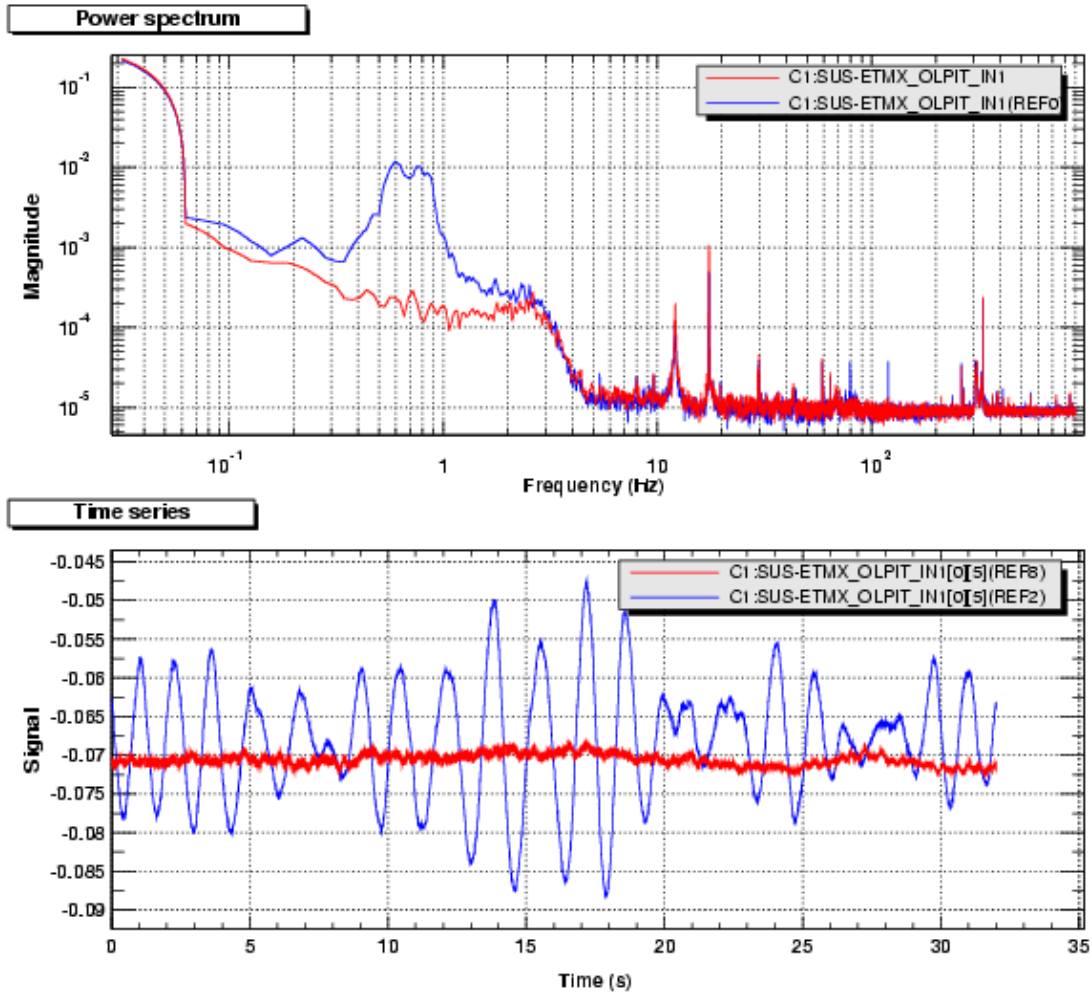 Power spectrum
C1:SUS-ETMX_OLPIT_IN1
C1:SUS-ETMX_OLPIT_IN1(REF0)
Magnitude
10^-1
10^-2
10^-3
10^-4
10^-5
10^-1
1
10
10^2
Frequency (Hz)
Time series
C1:SUS-ETMX_OLPIT_IN1[0][5](REF8)
C1:SUS-ETMX_OLPIT_IN1[0][5](REF2)
Signal
-0.045
-0.05
-0.055
-0.06
-0.065
-0.07
-0.075
-0.08
-0.085
-0.09
0
5
10
15
20
25
30
35
Time (s)